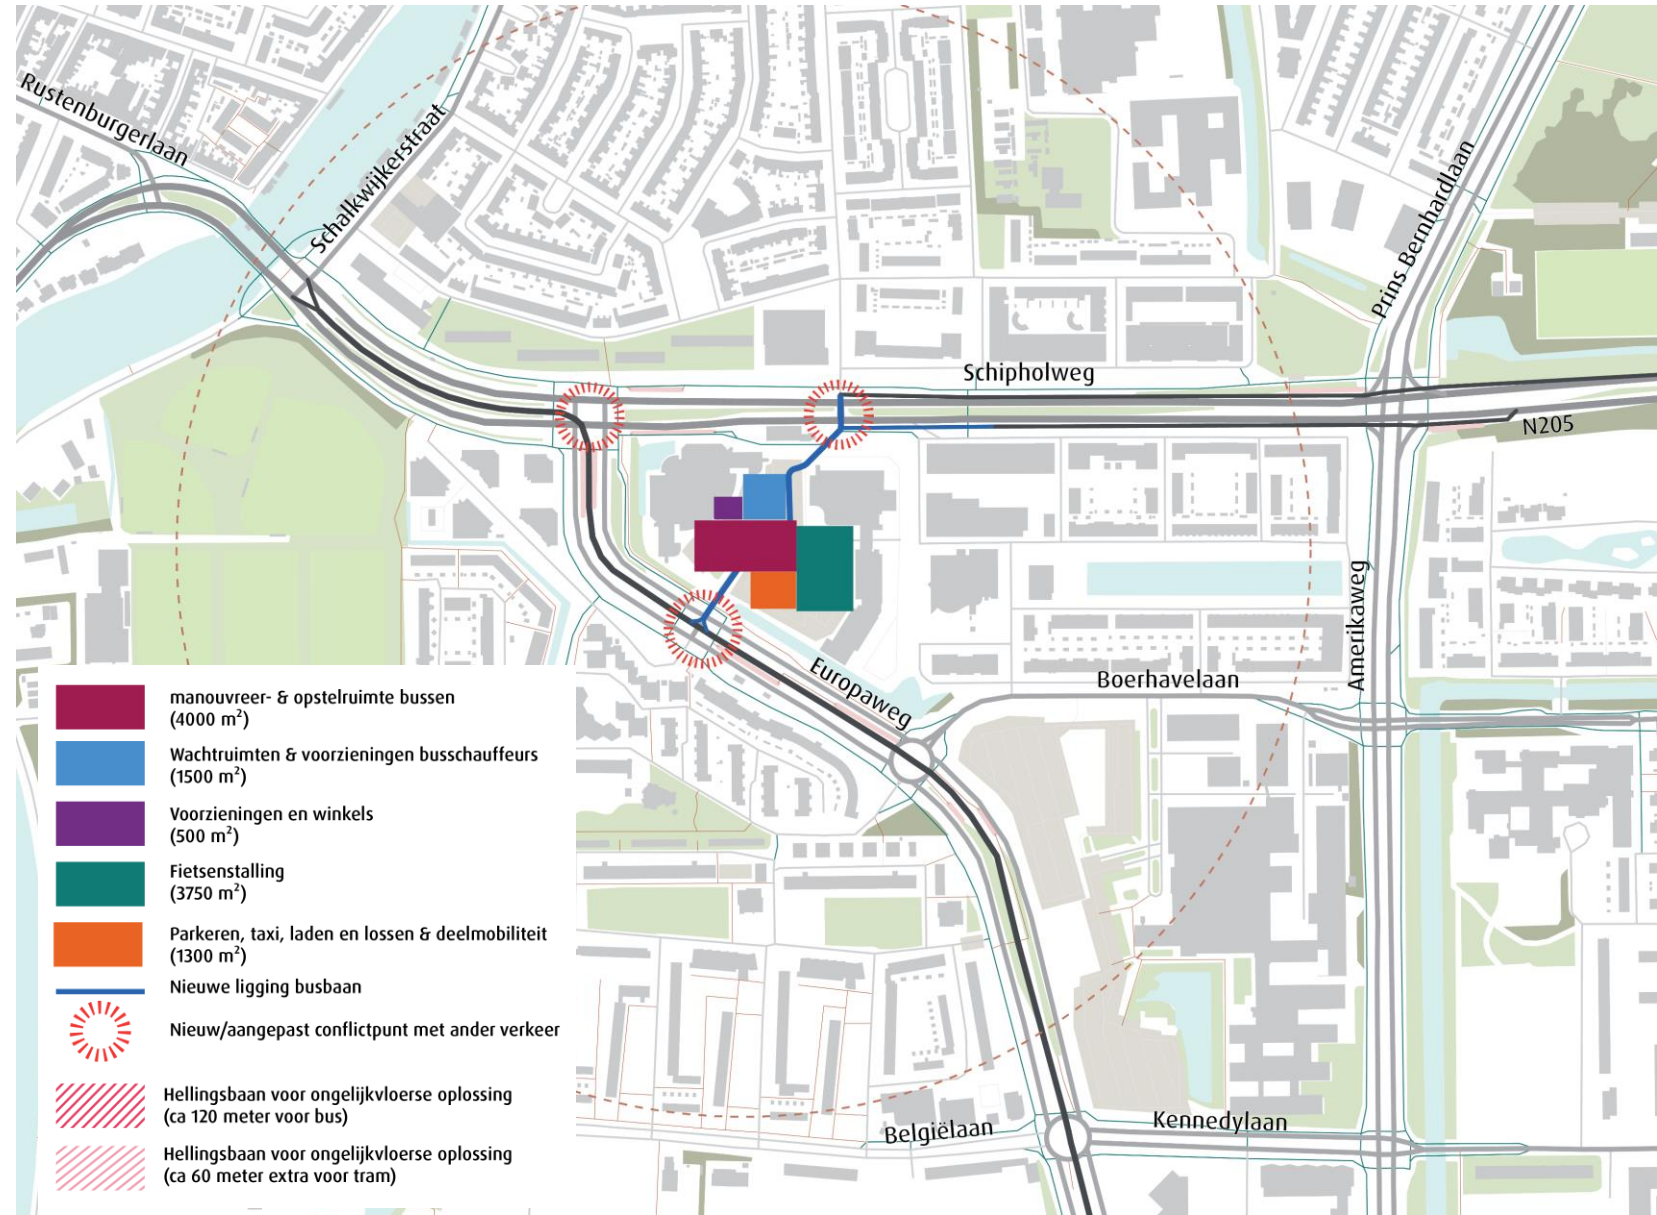 Rustenburgerlaan
Schalkwijkerstraat
Prins Bernhardlaan
Schipholweg
N205
Amerikaweg
Europaweg
Boerhavelaan
Belgiëlaan
Kennedylaan
manouvreer- & opstelruimte bussen
(4000 m²)
Wachtruimten & voorzieningen busschauffeurs
(1500 m²)
Voorzieningen en winkels
(500 m²)
Fietsenstalling
(3750 m²)
Parkeren, taxi, laden en lossen & deelmobiliteit
(1300 m²)
Nieuwe ligging busbaan
Nieuw/aangepast conflictpunt met ander verkeer
Hellingsbaan voor ongelijkvloerse oplossing
(ca 120 meter voor bus)
Hellingsbaan voor ongelijkvloerse oplossing
(ca 60 meter extra voor tram)